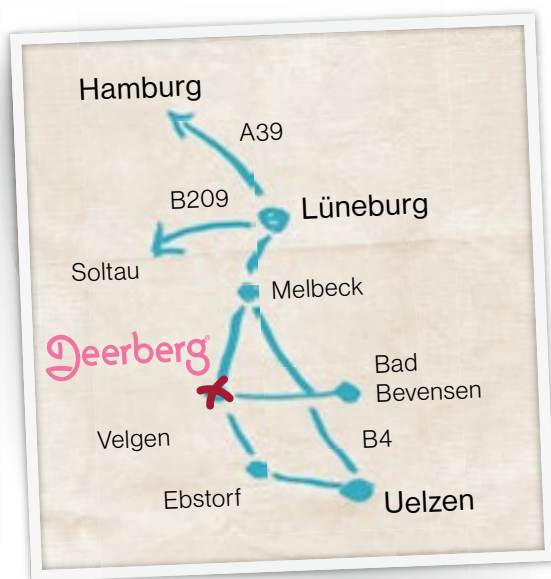 Hamburg
A39
B209
Lüneburg
Soltau
Melbeck
Deerberg®
Bad
Bevensen
Velgen
B4
Ebstorf
Uelzen